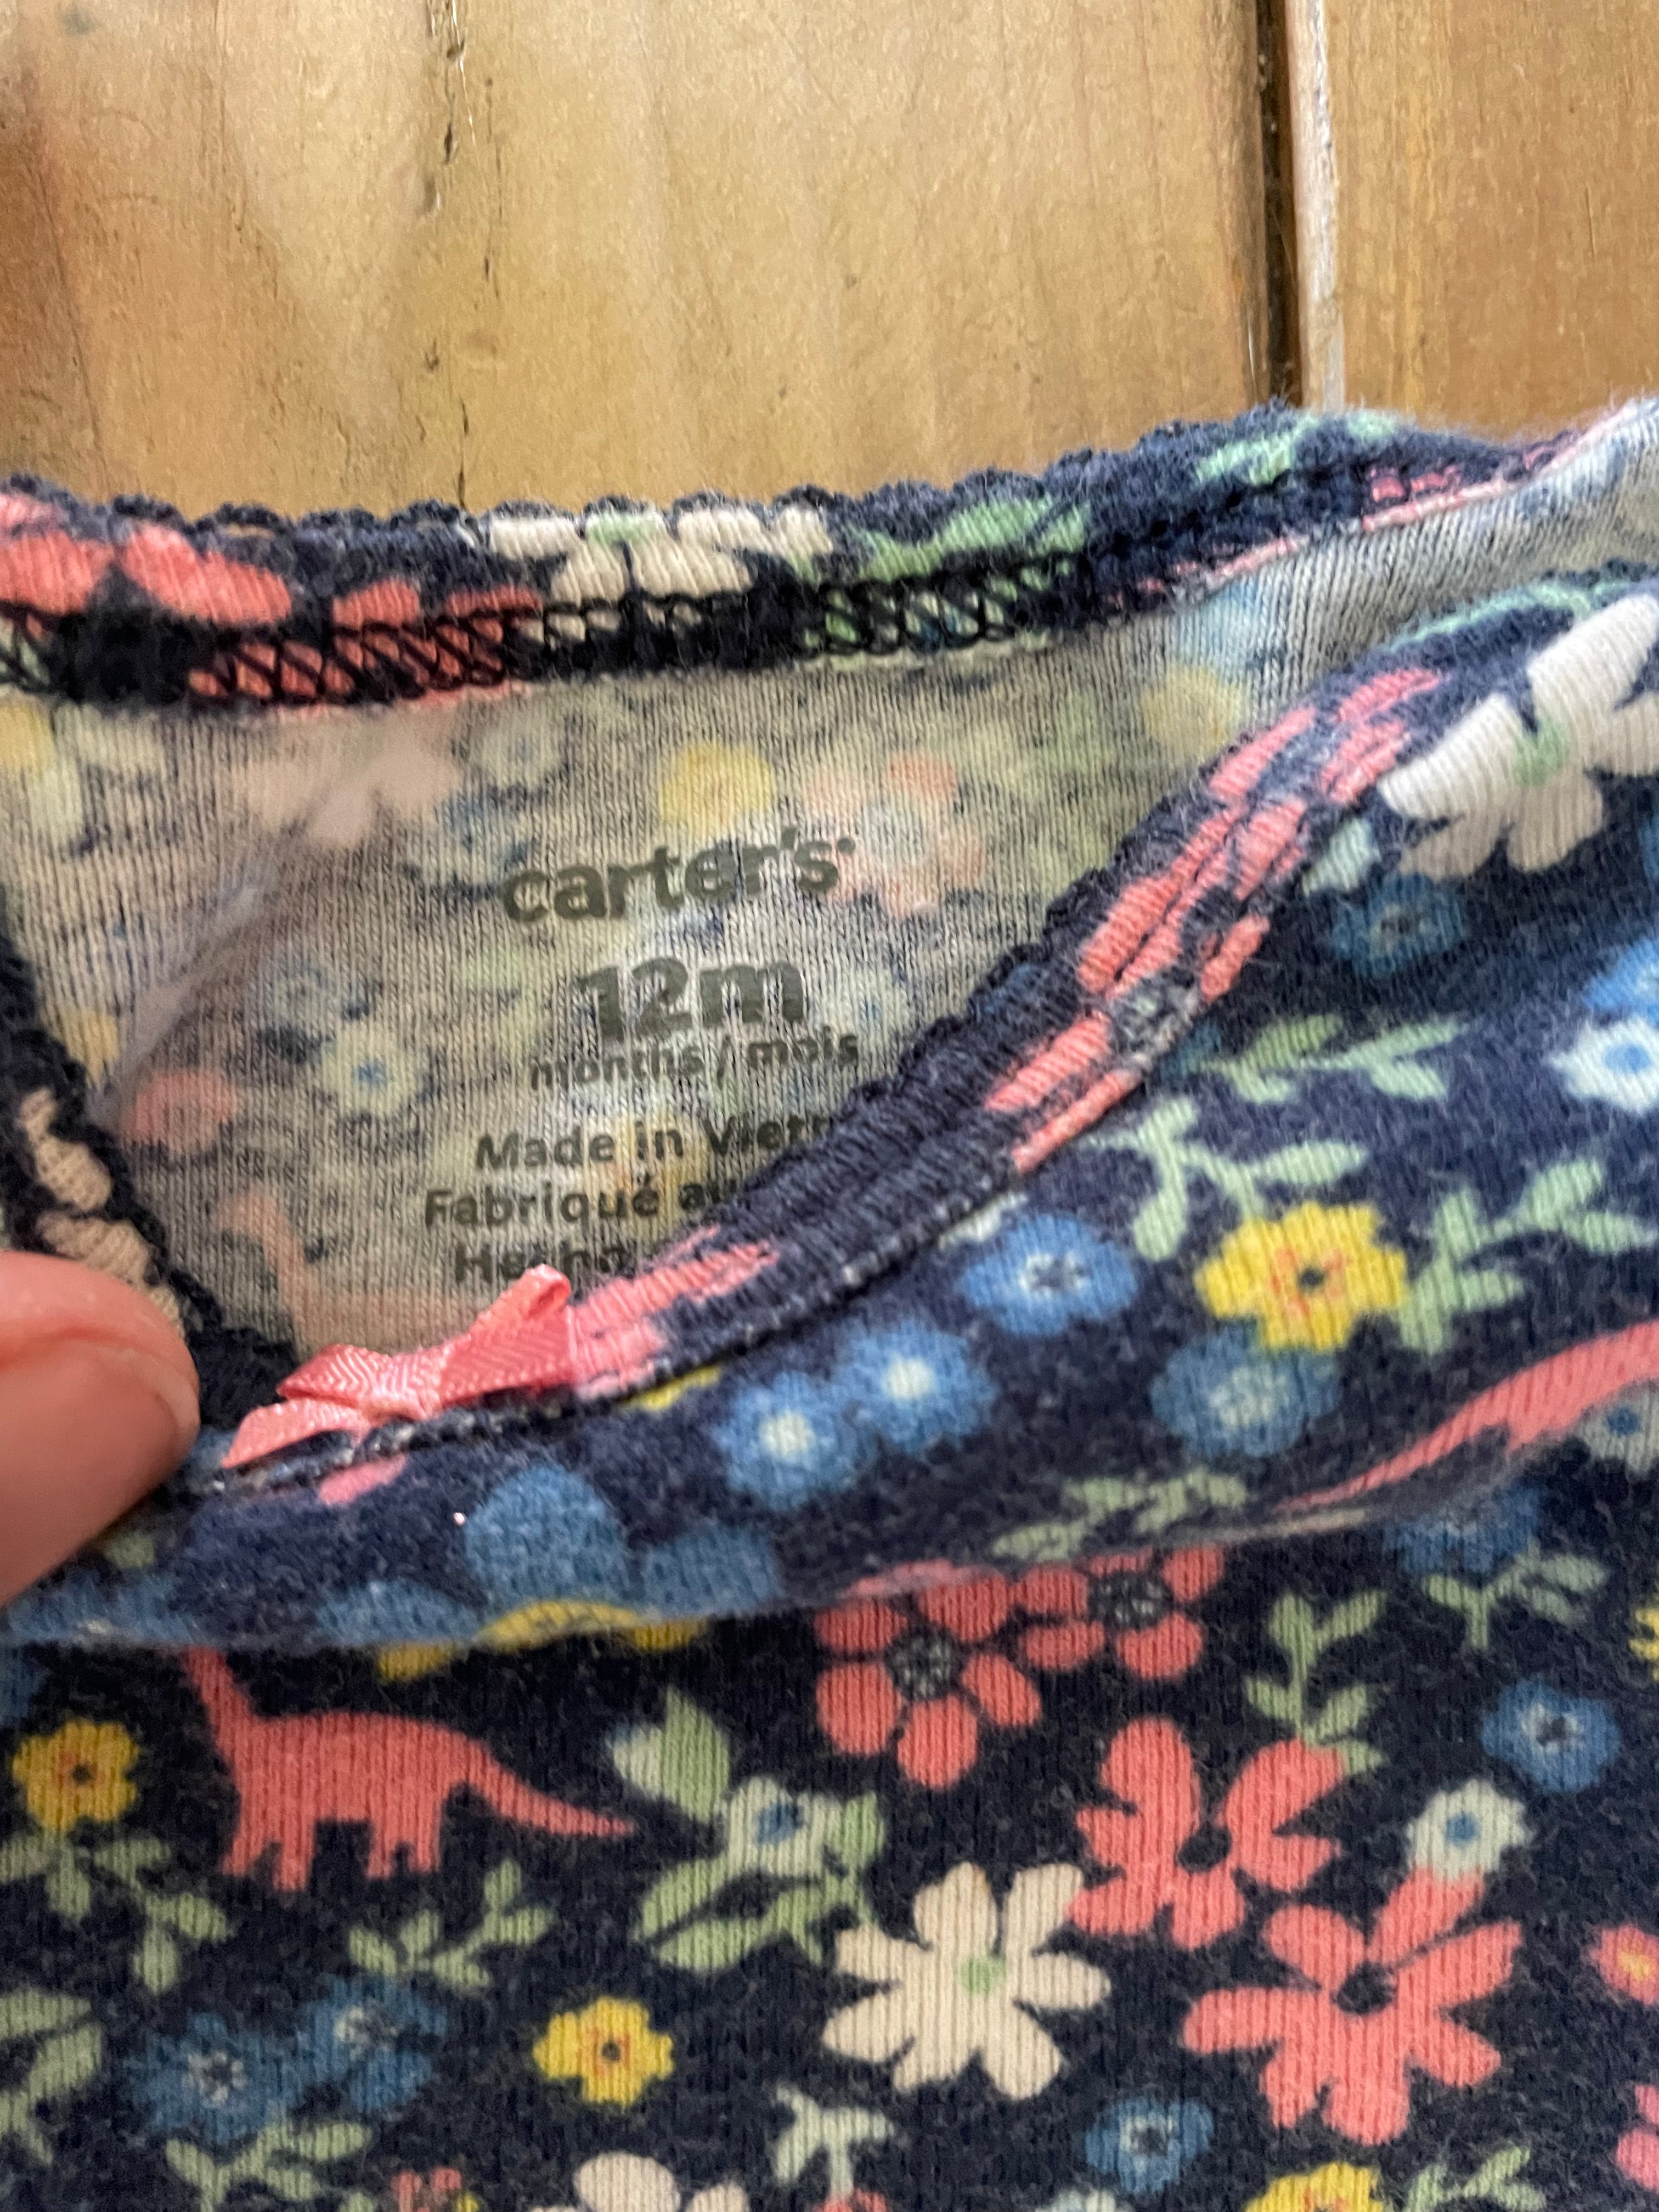 carter's
12m
months / mois
Made in
Fabriqué